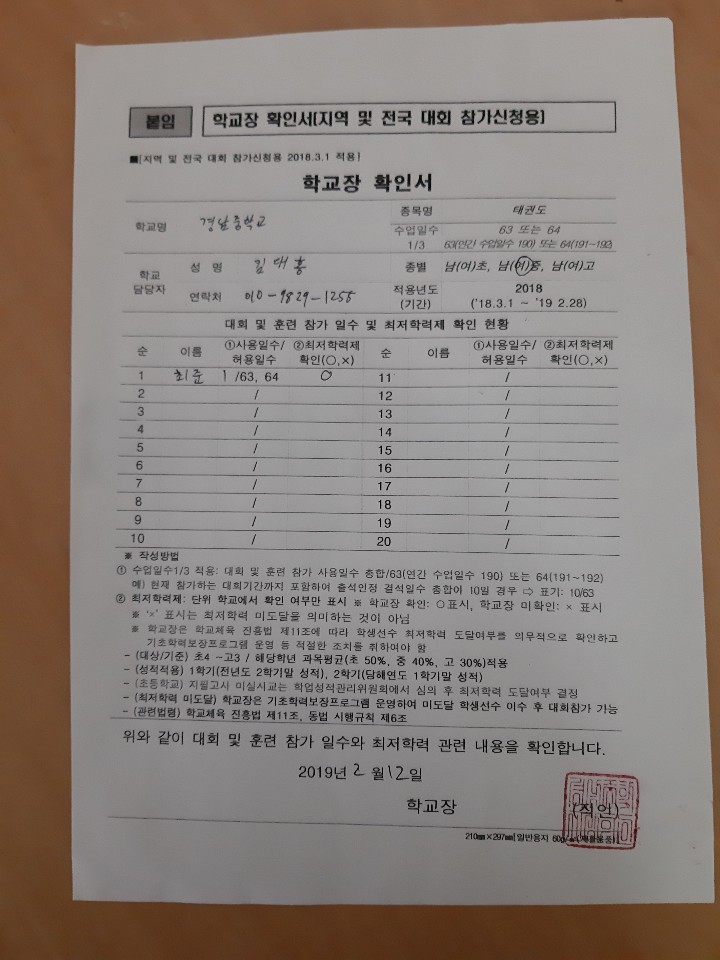 붙임 학교장 확인서[지역 및 전국 대회 참가신청용]
■[지역 및 전국 대회 참가신청용 2018.3.1 적용]
학교장 확인서
학교명 경남중학교 종목명 태권도
수업일수 1/3 63 또는 64
63(연간 수업일수 190) 또는 64(191~192)
학교 담당자 성 명 김대홍 종별 남(여)초, 남(여)중, 남(여)고
연락처 010-9829-1255 적용년도 (기간) 2018
('18.3.1 ~ '19 2.28)
대회 및 훈련 참가 일수 및 최저학력제 확인 현황
순 이름 ①사용일수/허용일수 ②최저학력제 확인(○,×) 순 이름 ①사용일수/허용일수 ②최저학력제 확인(○,×)
1 최준 1 /63, 64 ○ 11 /
2 / 12 /
3 / 13 /
4 / 14 /
5 / 15 /
6 / 16 /
7 / 17 /
8 / 18 /
9 / 19 /
10 / 20 /
※ 작성방법
① 수업일수1/3 적용: 대회 및 훈련 참가 사용일수 총합/63(연간 수업일수 190) 또는 64(191~192)
예) 현재 참가하는 대회기간까지 포함하여 출석인정 결석일수 총합이 10일 경우 ⇨ 표기: 10/63
② 최저학력제: 단위 학교에서 확인 여부만 표시 ※ 학교장 확인: ○표시, 학교장 미확인: × 표시
※ '×' 표시는 최저학력 미도달을 의미하는 것이 아님
※ 학교장은 학교체육 진흥법 제11조에 따라 학생선수 최저학력 도달여부를 의무적으로 확인하고
기초학력보장프로그램 운영 등 적절한 조치를 취하여야 함
- (대상/기준) 초4 ~고3 / 해당학년 과목평균(초 50%, 중 40%, 고 30%)적용
- (성적적용) 1학기(전년도 2학기말 성적), 2학기(당해연도 1학기말 성적)
- (초등학교) 지필고사 미실시교는 학업성적관리위원회에서 심의 후 최저학력 도달여부 결정
- (최저학력 미도달) 학교장은 기초학력보장프로그램 운영하여 미도달 학생선수 이수 후 대회참가 가능
- (관련법령) 학교체육 진흥법 제11조, 동법 시행규칙 제6조
위와 같이 대회 및 훈련 참가 일수와 최저학력 관련 내용을 확인합니다.
2019년 2 월 12일
학교장 (직인)
210㎜×297㎜[일반용지 60g/㎡(재활용품)]